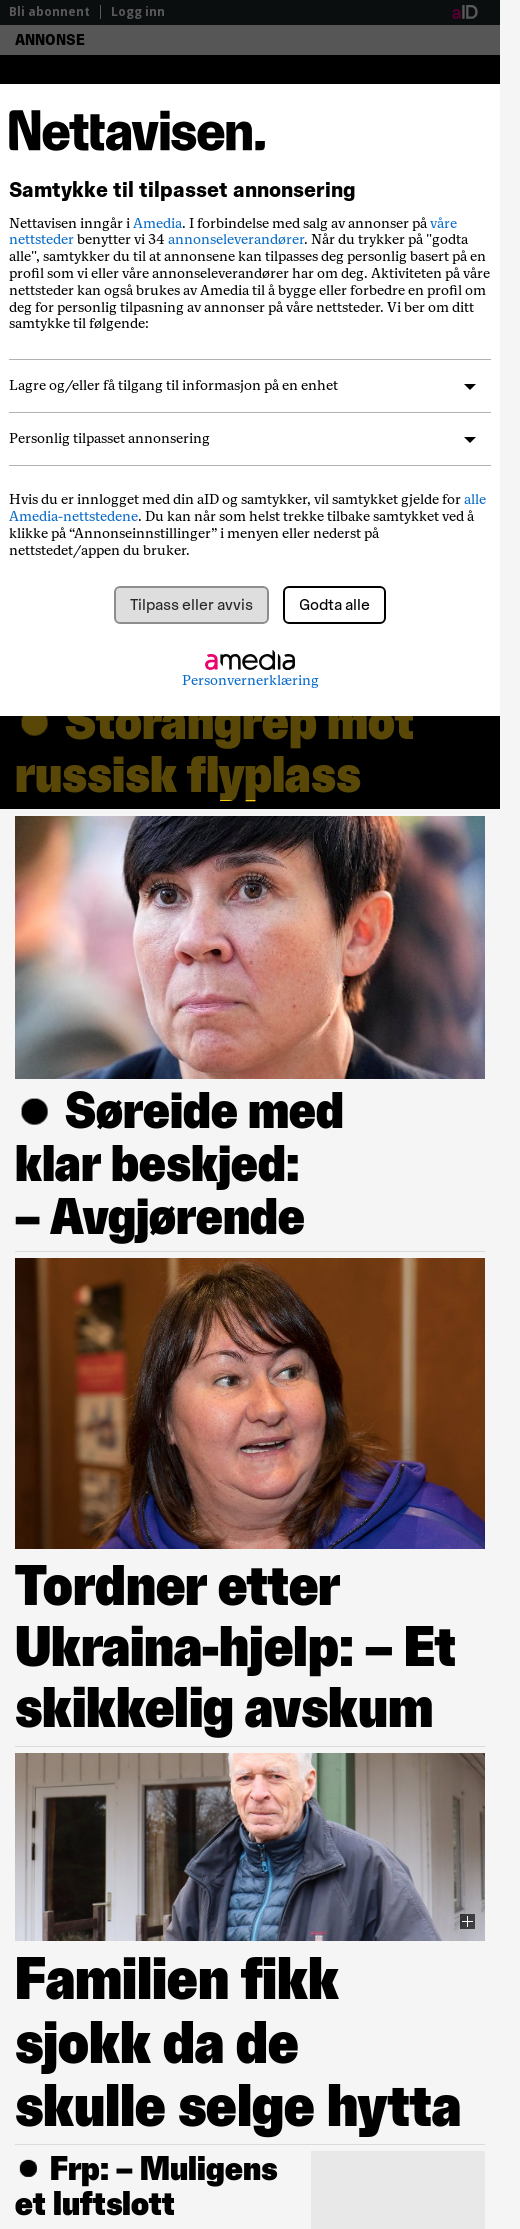 Bli abonnent | Logg inn
aID
ANNONSE
Nettavisen.
Samtykke til tilpasset annonsering
Nettavisen inngår i Amedia. I forbindelse med salg av annonser på våre
nettsteder benytter vi 34 annonseleverandører. Når du trykker på "godta
alle", samtykker du til at annonsene kan tilpasses deg personlig basert på en
profil som vi eller våre annonseleverandører har om deg. Aktiviteten på våre
nettsteder kan også brukes av Amedia til å bygge eller forbedre en profil om
deg for personlig tilpasning av annonser på våre nettsteder. Vi ber om ditt
samtykke til følgende:
Lagre og/eller få tilgang til informasjon på en enhet
Personlig tilpasset annonsering
Hvis du er innlogget med din aID og samtykker, vil samtykket gjelde for alle
Amedia-nettstedene. Du kan når som helst trekke tilbake samtykket ved å
klikke på “Annonseinnstillinger” i menyen eller nederst på
nettstedet/appen du bruker.
Tilpass eller avvis
Godta alle
amedia
Personvernerklæring
● Storangrep mot
russisk flyplass
● Søreide med
klar beskjed:
– Avgjørende
Tordner etter
Ukraina-hjelp: – Et
skikkelig avskum
Familien fikk
sjokk da de
skulle selge hytta
● Frp: – Muligens
et luftslott